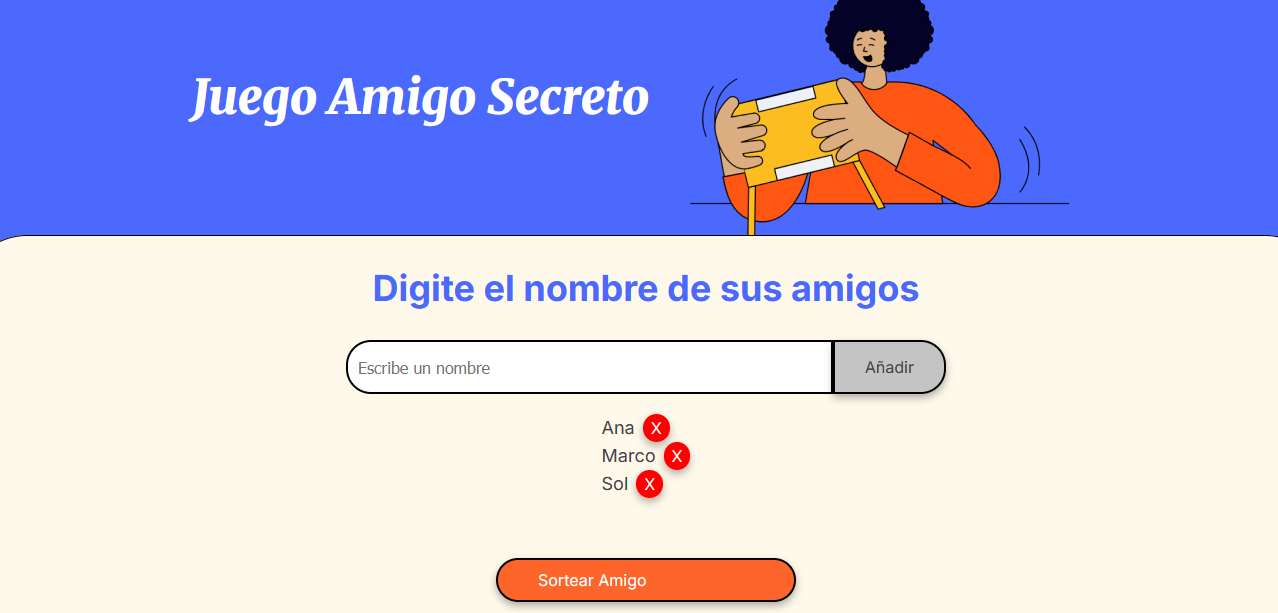 Juego Amigo Secreto
Digite el nombre de sus amigos
Escribe un nombre Añadir
Ana X
Marco X
Sol X
Sortear Amigo